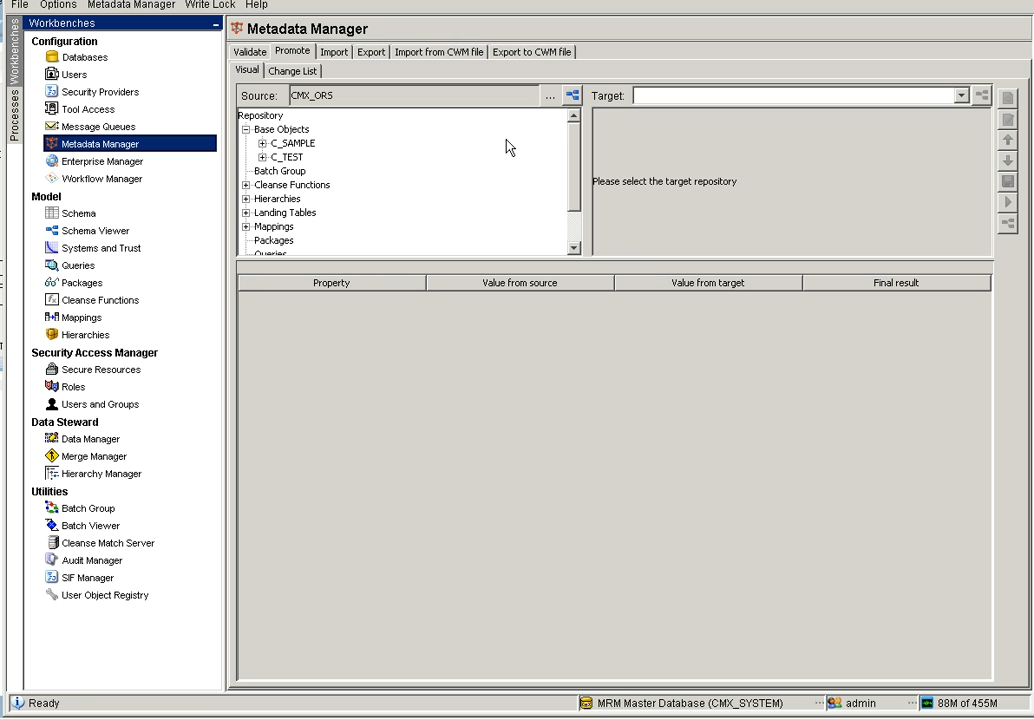 File Options Metadata Manager Write Lock Help
Workbenches
Processes
Workbenches
Configuration
Databases
Users
Security Providers
Tool Access
Message Queues
Metadata Manager
Enterprise Manager
Workflow Manager
Model
Schema
Schema Viewer
Systems and Trust
Queries
Packages
Cleanse Functions
Mappings
Hierarchies
Security Access Manager
Secure Resources
Roles
Users and Groups
Data Steward
Data Manager
Merge Manager
Hierarchy Manager
Utilities
Batch Group
Batch Viewer
Cleanse Match Server
Audit Manager
SIF Manager
User Object Registry
Metadata Manager
Validate Promote Import Export Import from CWM file Export to CWM file
Visual Change List
Source: CMX_ORS ... Target:
Repository
Base Objects
C_SAMPLE
C_TEST
Batch Group
Cleanse Functions
Hierarchies
Landing Tables
Mappings
Packages
Queries
Please select the target repository
Property Value from source Value from target Final result
Ready MRM Master Database (CMX_SYSTEM) ... admin ... 88M of 455M